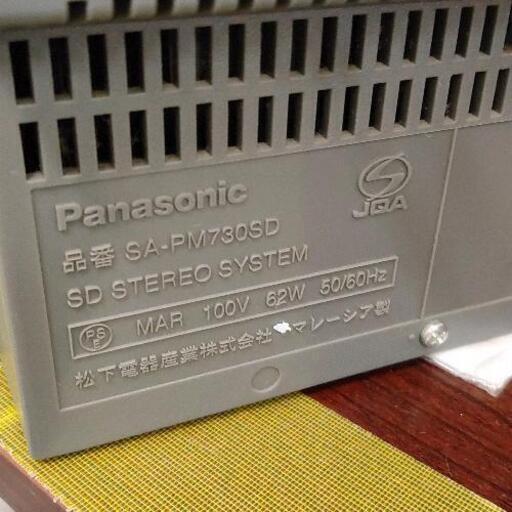 Panasonic
JQA
品番 SA-PM730SD
SD STEREO SYSTEM
PSE MAR 100V 62W 50/60Hz
松下電器産業株式会社 マレーシア製